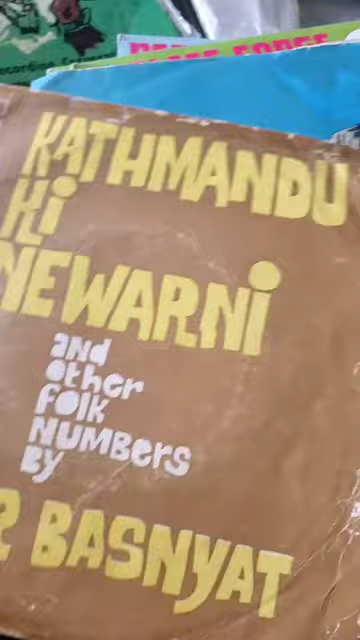 KATHMANDU
Ki
NEWARNi
and
other
folk
NUMBERS
By
R BASNyAT